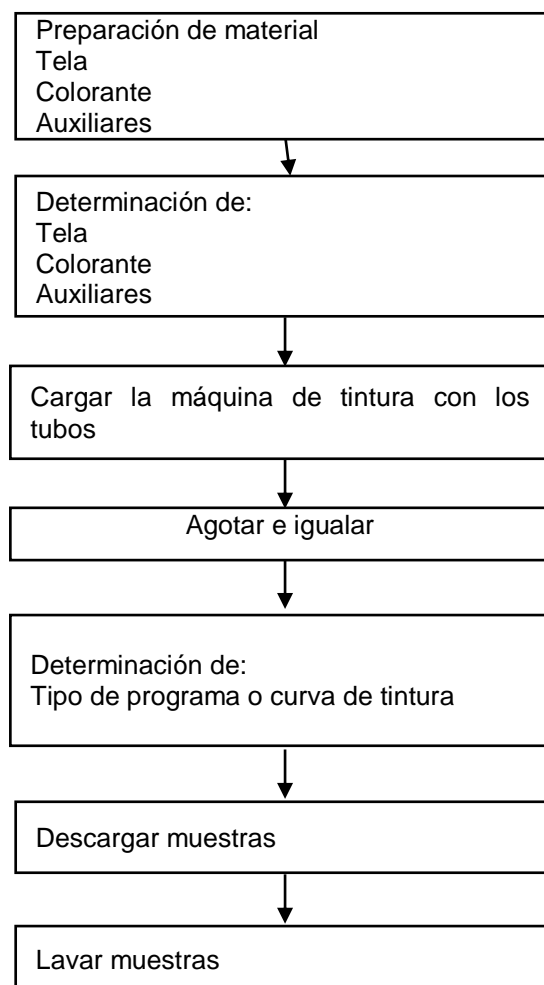 Preparación de material
Tela
Colorante
Auxiliares
Determinación de:
Tela
Colorante
Auxiliares
Cargar la máquina de tintura con los
tubos
Agotar e igualar
Determinación de:
Tipo de programa o curva de tintura
Descargar muestras
Lavar muestras